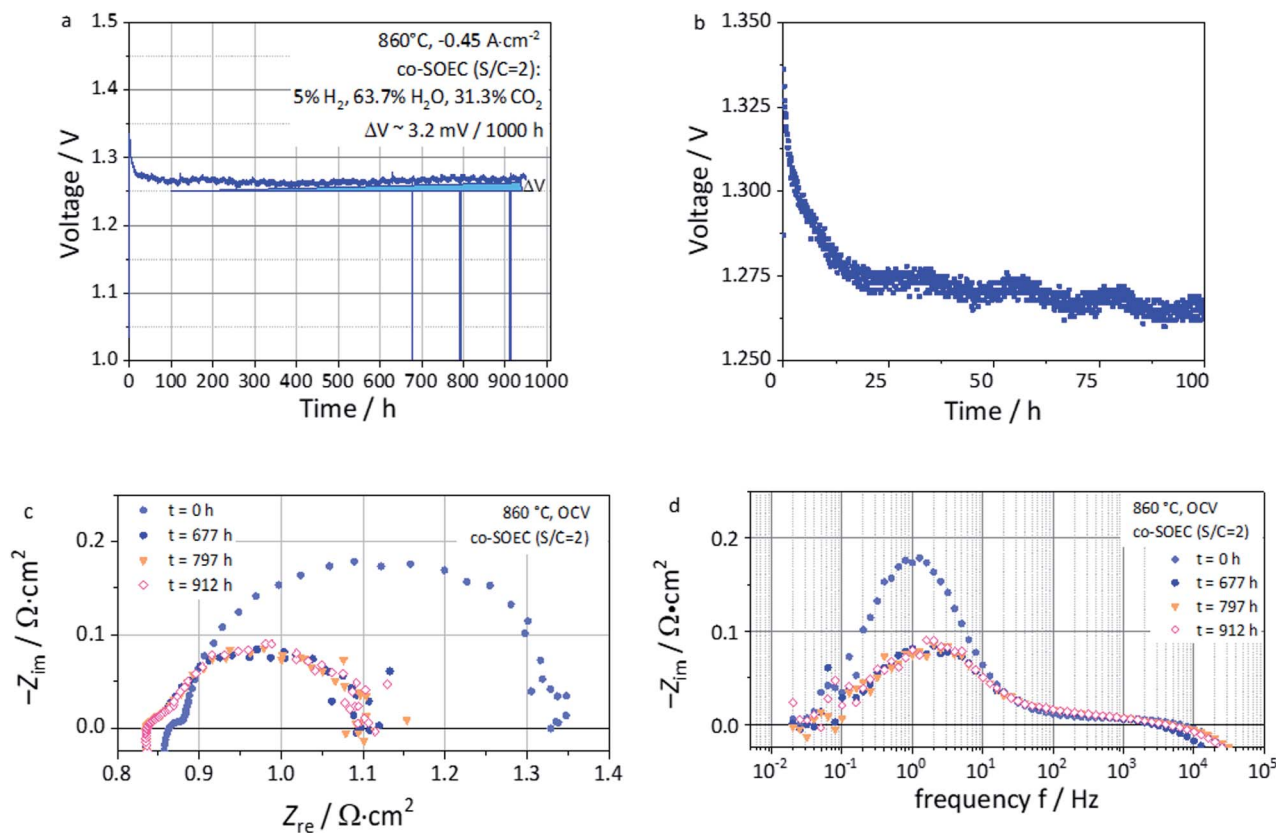 a
1.5
1.4
1.3
1.2
1.1
1.0
Voltage / V
860°C, -0.45 A·cm-2
co-SOEC (S/C=2):
5% H2, 63.7% H2O, 31.3% CO2
ΔV ~ 3.2 mV / 1000 h
ΔV
0 100 200 300 400 500 600 700 800 900 1000
Time / h
b
1.350
1.325
1.300
1.275
1.250
Voltage / V
0 25 50 75 100
Time / h
c
t = 0 h
t = 677 h
t = 797 h
t = 912 h
860 °C, OCV
co-SOEC (S/C=2)
0.2
0.1
0.0
−Zim / Ω·cm2
0.8 0.9 1.0 1.1 1.2 1.3 1.4
Zre / Ω·cm2
d
860 °C, OCV
co-SOEC (S/C=2)
t = 0 h
t = 677 h
t = 797 h
t = 912 h
0.2
0.1
0.0
−Zim / Ω•cm2
10-2 10-1 100 101 102 103 104 105
frequency f / Hz